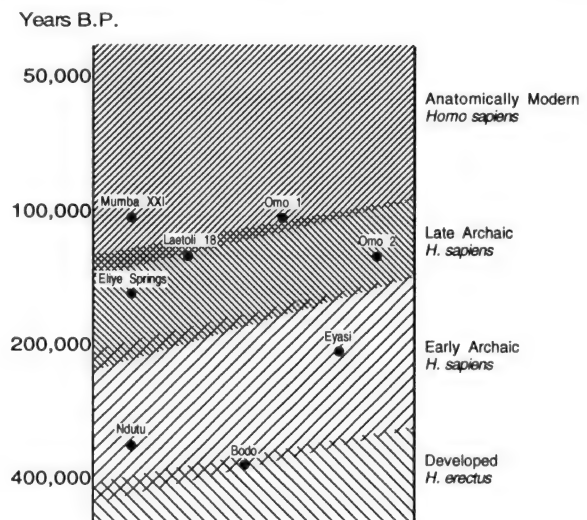 Years B.P.
50,000
Anatomically Modern
Homo sapiens
Mumba XXI
Omo 1
100,000
Laetoli 18
Omo 2
Late Archaic
H. sapiens
Eliye Springs
200,000
Eyasi
Early Archaic
H. sapiens
Ndutu
Bodo
400,000
Developed
H. erectus